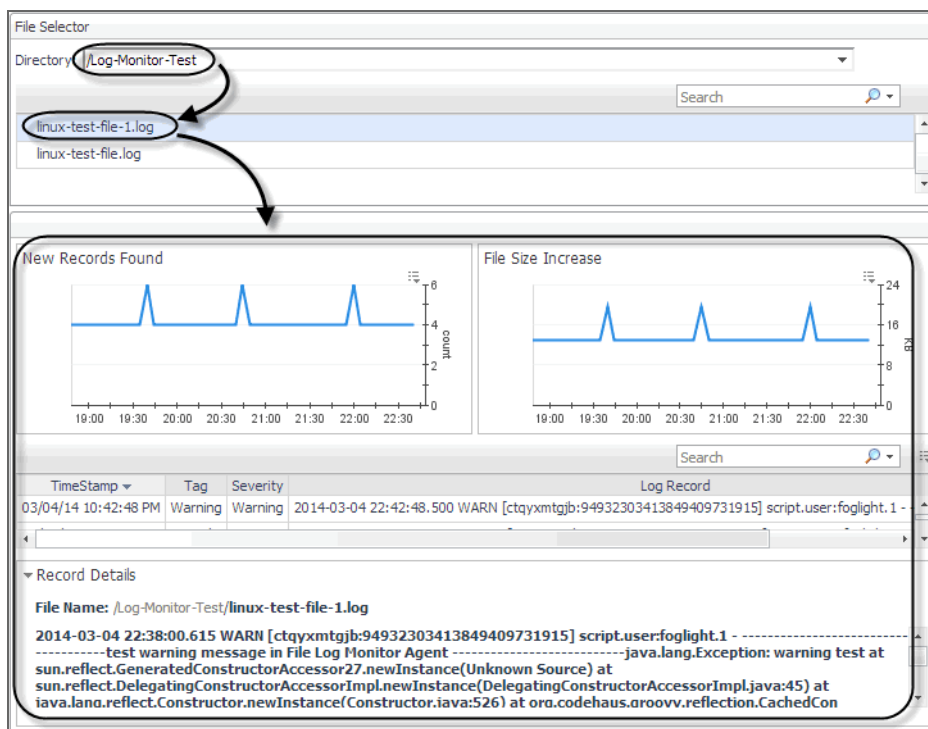 File Selector
Directory /Log-Monitor-Test
Search
linux-test-file-1.log
linux-test-file.log
New Records Found
6
4
2
0
count
19:00 19:30 20:00 20:30 21:00 21:30 22:00 22:30
File Size Increase
24
16
8
0
KB
19:00 19:30 20:00 20:30 21:00 21:30 22:00 22:30
Search
TimeStamp Tag Severity Log Record
03/04/14 10:42:48 PM Warning Warning 2014-03-04 22:42:48.500 WARN [ctqyxmtgjb:94932303413849409731915] script.user:foglight.1 - -
Record Details
File Name: /Log-Monitor-Test/linux-test-file-1.log
2014-03-04 22:38:00.615 WARN [ctqyxmtgjb:94932303413849409731915] script.user:foglight.1 - ---------------------------
-----------test warning message in File Log Monitor Agent ----------------------------java.lang.Exception: warning test at
sun.reflect.GeneratedConstructorAccessor27.newInstance(Unknown Source) at
sun.reflect.DelegatingConstructorAccessorImpl.newInstance(DelegatingConstructorAccessorImpl.java:45) at
java.lang.reflect.Constructor.newInstance(Constructor.java:526) at org.codehaus.groovy.reflection.CachedCon